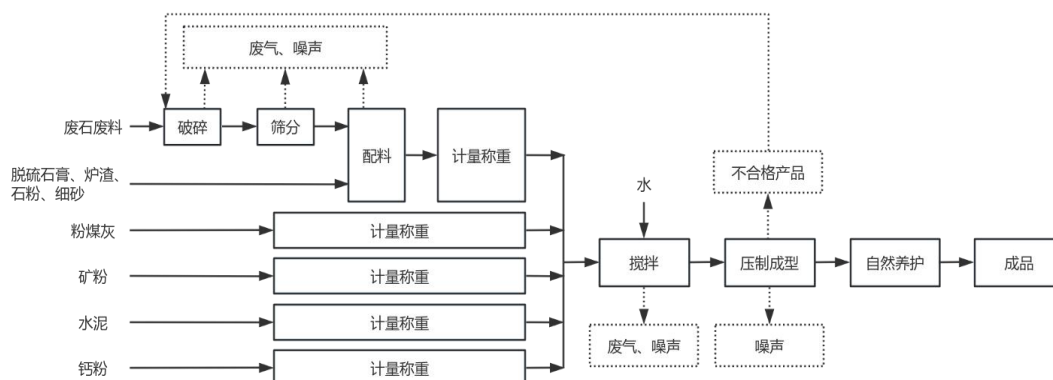 废气、噪声
废石废料
破碎
筛分
配料
计量称重
脱硫石膏、炉渣、
石粉、细砂
不合格产品
水
粉煤灰
计量称重
搅拌
压制成型
自然养护
成品
矿粉
计量称重
水泥
计量称重
废气、噪声
噪声
钙粉
计量称重